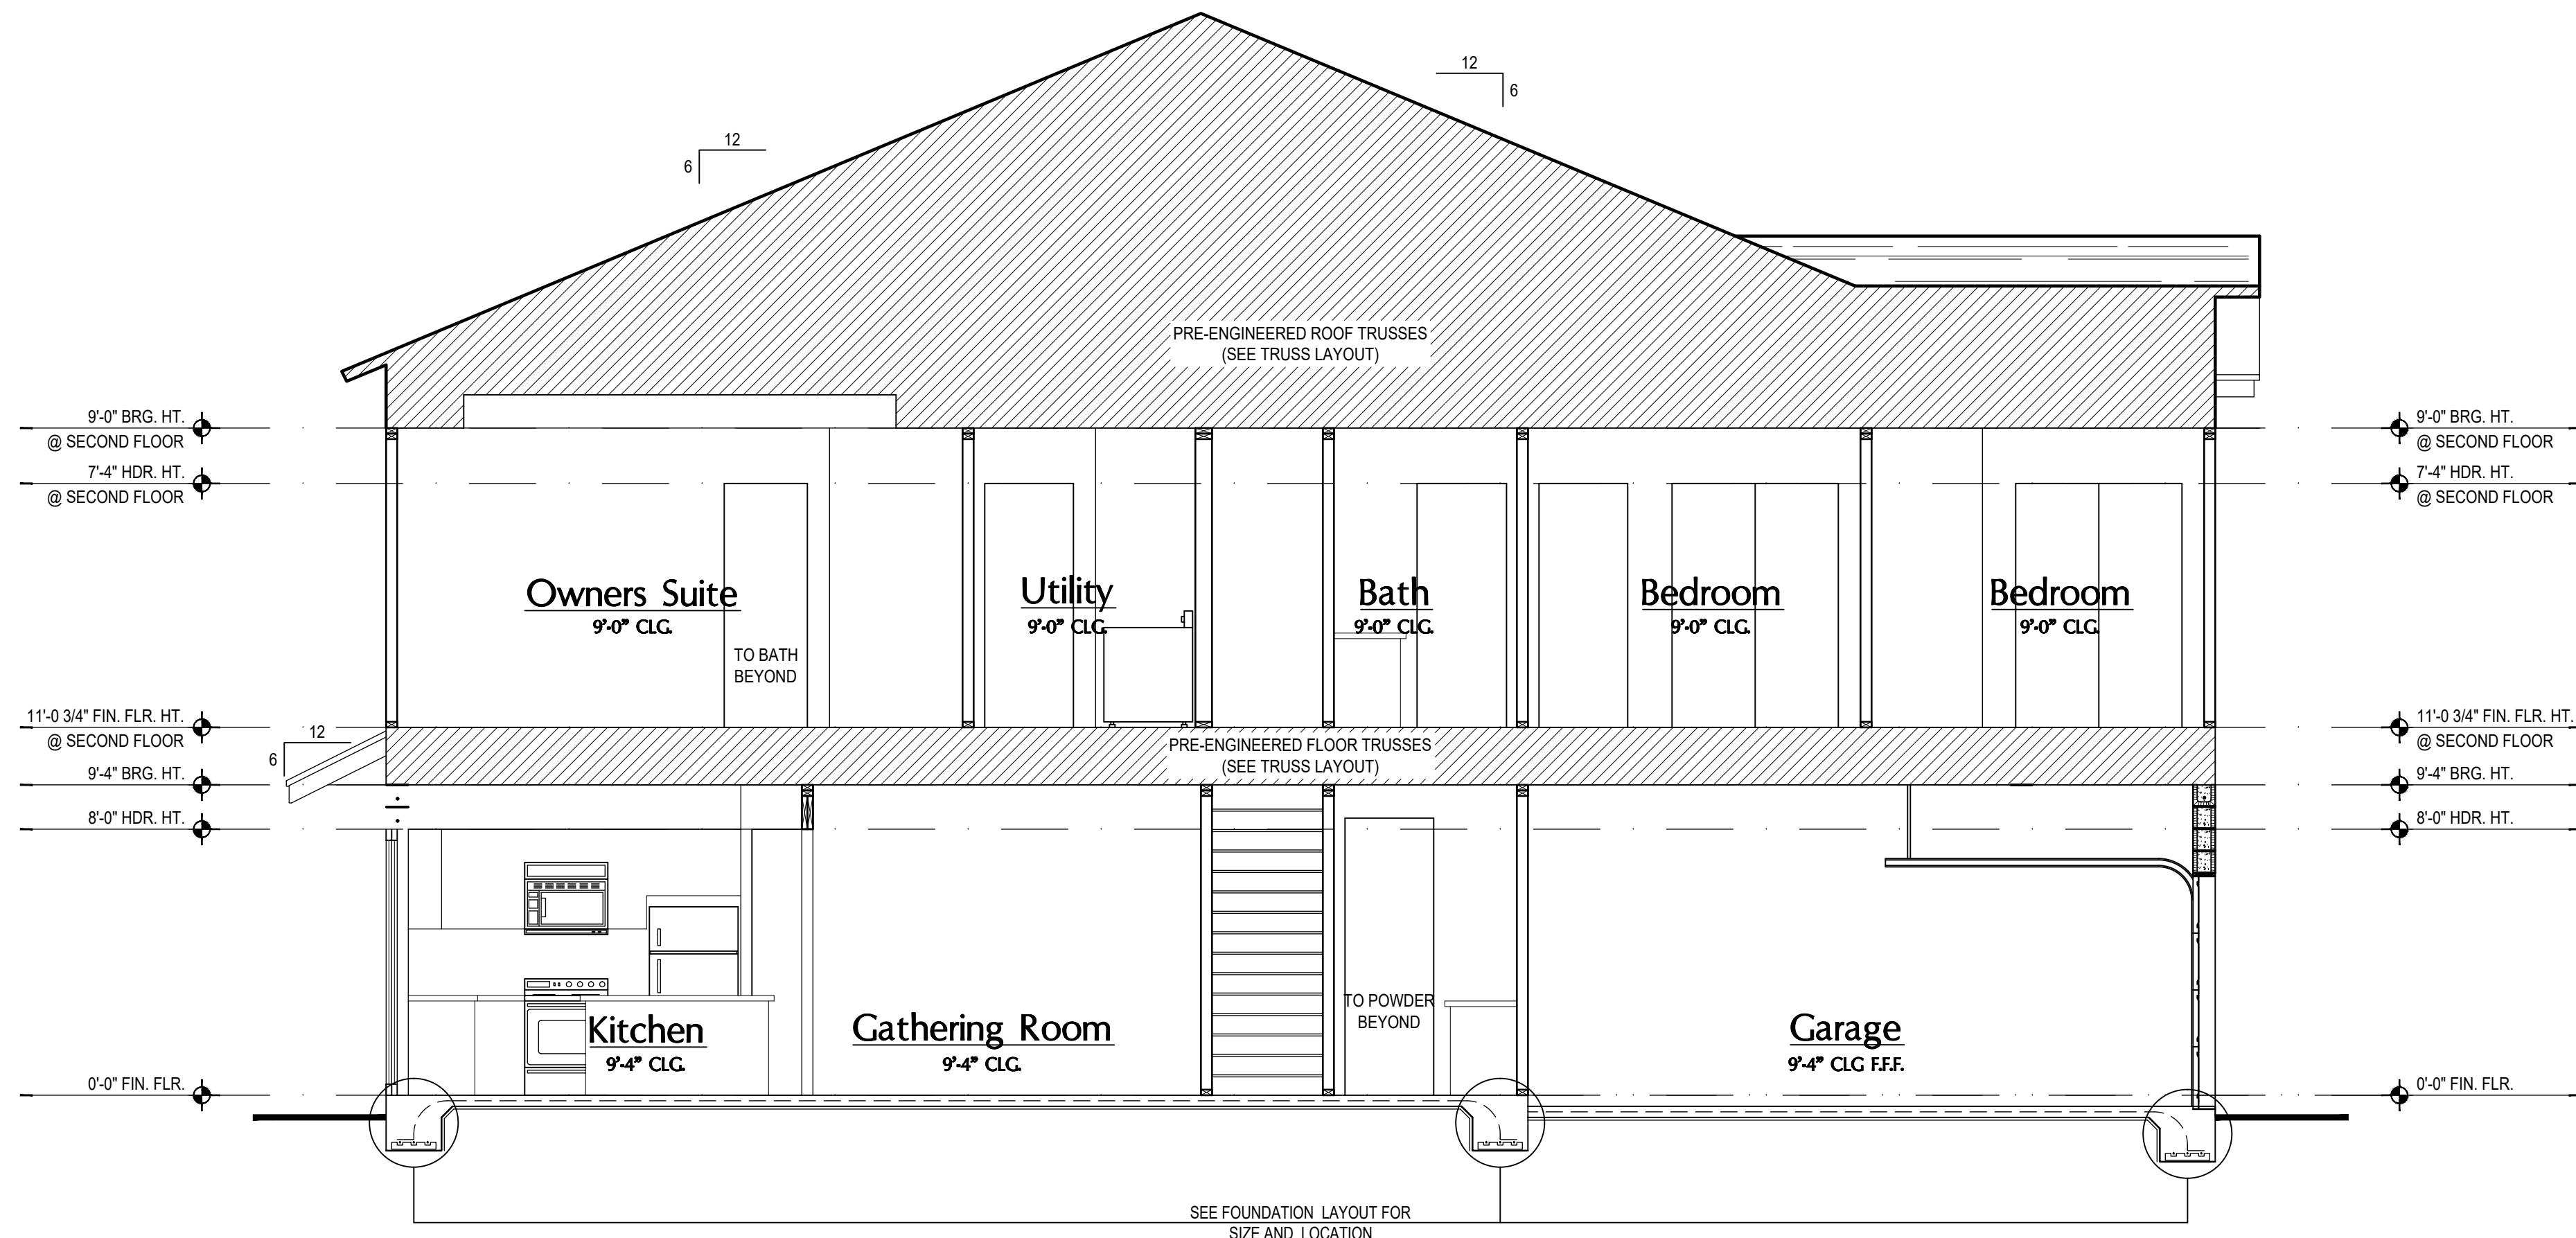 12
6
12
6
PRE-ENGINEERED ROOF TRUSSES
(SEE TRUSS LAYOUT)
9'-0" BRG. HT.
@ SECOND FLOOR
7'-4" HDR. HT.
@ SECOND FLOOR
9'-0" BRG. HT.
@ SECOND FLOOR
7'-4" HDR. HT.
@ SECOND FLOOR
Owners Suite
9'-0" CLG.
TO BATH
BEYOND
Utility
9'-0" CLG.
Bath
9'-0" CLG.
Bedroom
9'-0" CLG.
Bedroom
9'-0" CLG.
11'-0 3/4" FIN. FLR. HT.
@ SECOND FLOOR
12
6
9'-4" BRG. HT.
8'-0" HDR. HT.
PRE-ENGINEERED FLOOR TRUSSES
(SEE TRUSS LAYOUT)
11'-0 3/4" FIN. FLR. HT.
@ SECOND FLOOR
9'-4" BRG. HT.
8'-0" HDR. HT.
Kitchen
9'-4" CLG.
Gathering Room
9'-4" CLG.
TO POWDER
BEYOND
Garage
9'-4" CLG F.F.F.
0'-0" FIN. FLR.
0'-0" FIN. FLR.
SEE FOUNDATION LAYOUT FOR
SIZE AND LOCATION